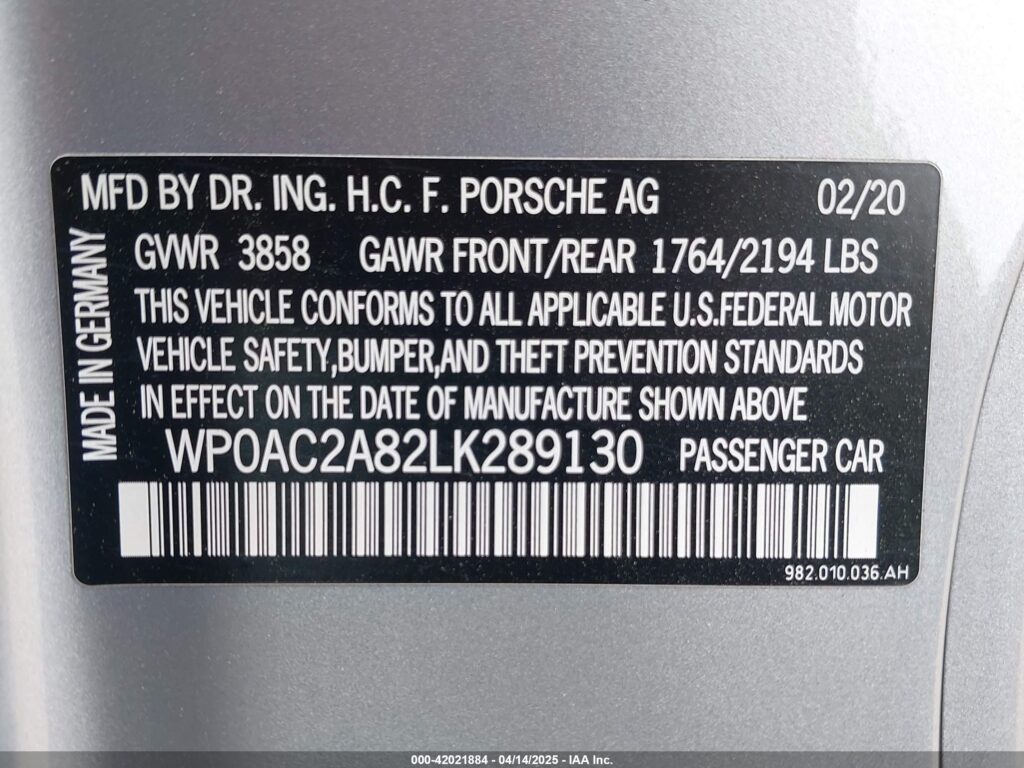 MFD BY DR. ING. H.C. F. PORSCHE AG 02/20
GVWR 3858 GAWR FRONT/REAR 1764/2194 LBS
THIS VEHICLE CONFORMS TO ALL APPLICABLE U.S.FEDERAL MOTOR
VEHICLE SAFETY,BUMPER,AND THEFT PREVENTION STANDARDS
IN EFFECT ON THE DATE OF MANUFACTURE SHOWN ABOVE
WP0AC2A82LK289130 PASSENGER CAR
MADE IN GERMANY
982.010.036.AH
000-42021884 - 04/14/2025 - IAA Inc.